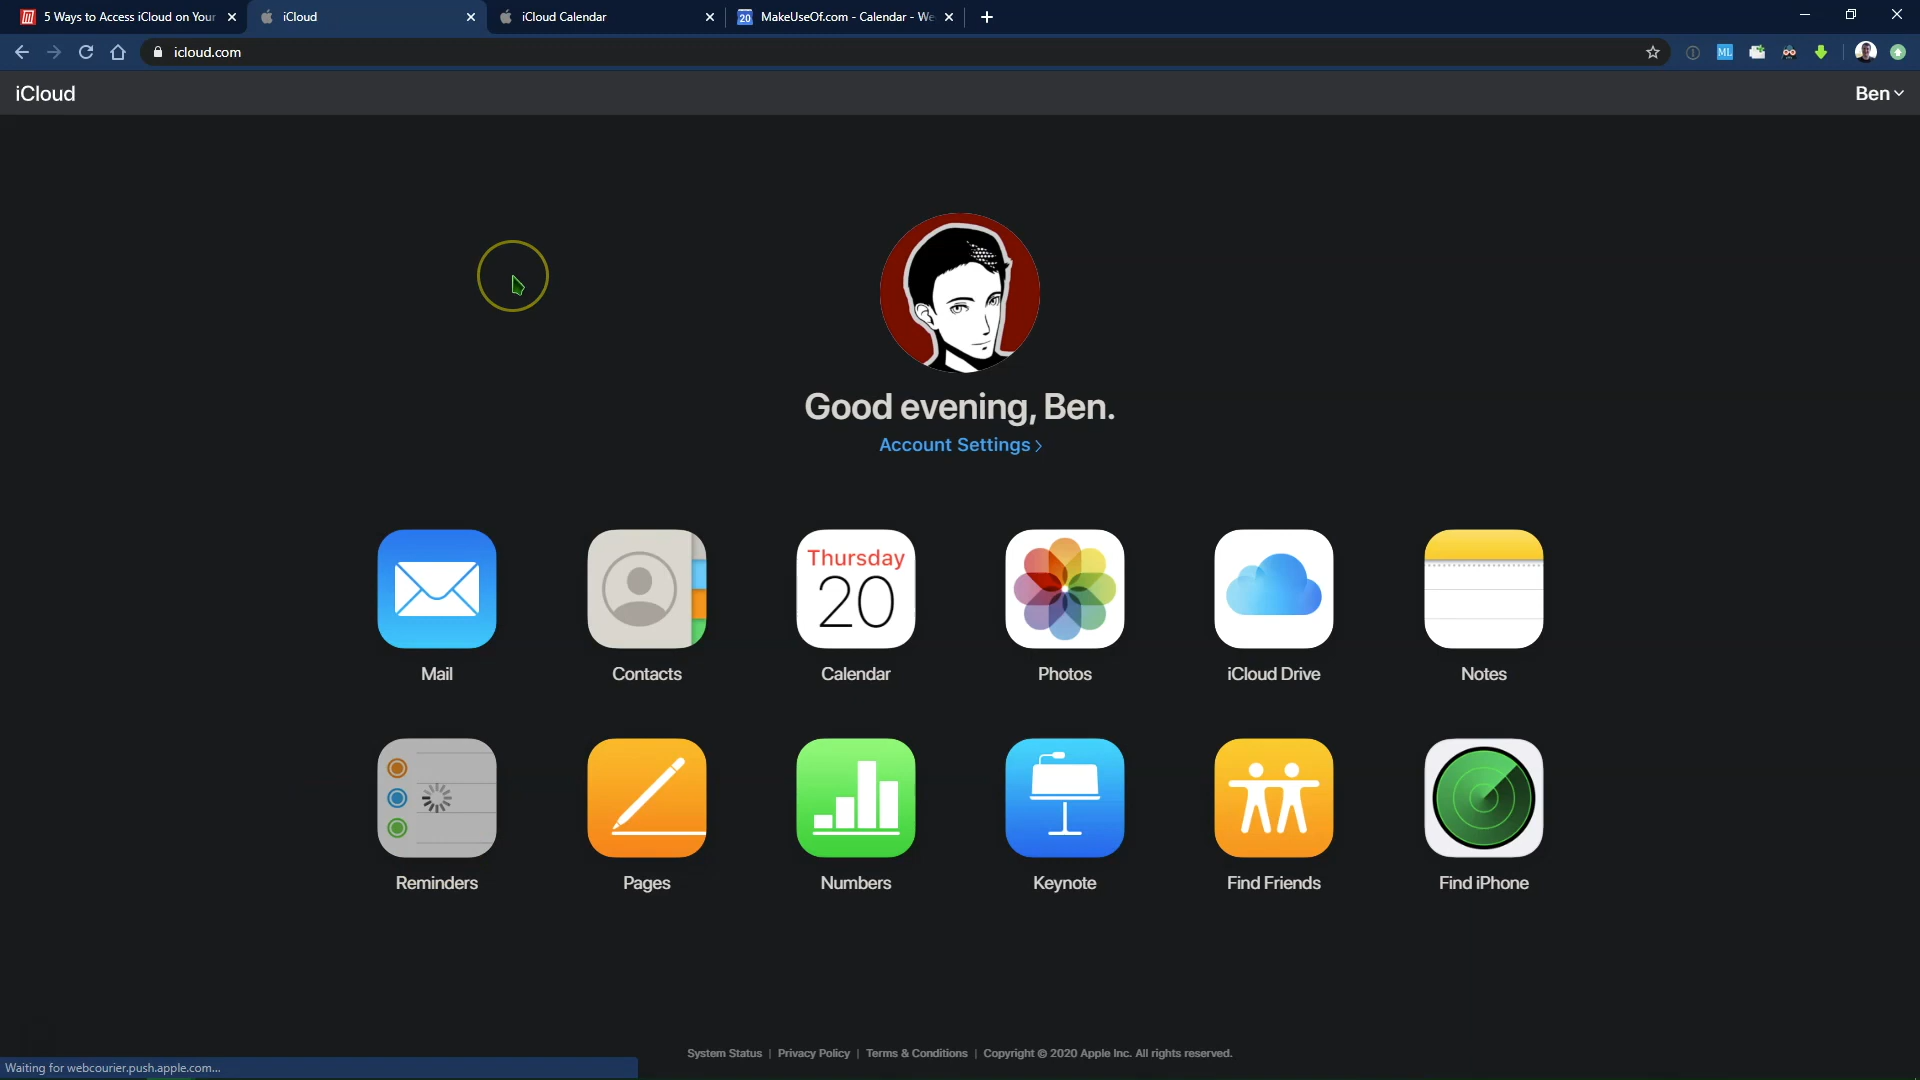 5 Ways to Access iCloud on Your
iCloud
iCloud Calendar
20
MakeUseOf.com - Calendar - We
icloud.com
ML
iCloud
Ben
Good evening, Ben.
Account Settings >
Thursday
20
Mail
Contacts
Calendar
Photos
iCloud Drive
Notes
Reminders
Pages
Numbers
Keynote
Find Friends
Find iPhone
System Status | Privacy Policy | Terms & Conditions | Copyright © 2020 Apple Inc. All rights reserved.
Waiting for webcourier.push.apple.com...